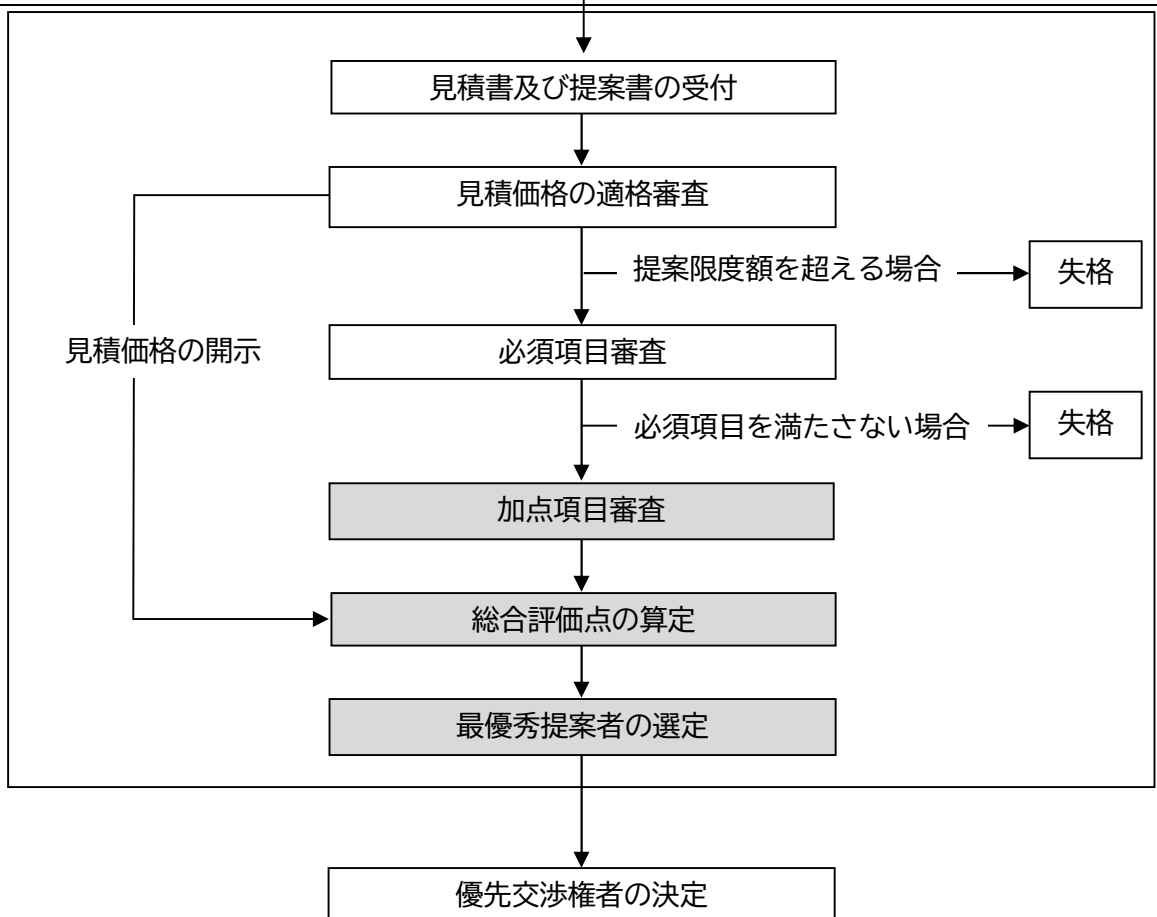 見積書及び提案書の受付
見積価格の適格審査
提案限度額を超える場合
失格
見積価格の開示
必須項目審査
必須項目を満たさない場合
失格
加点項目審査
総合評価点の算定
最優秀提案者の選定
優先交渉権者の決定